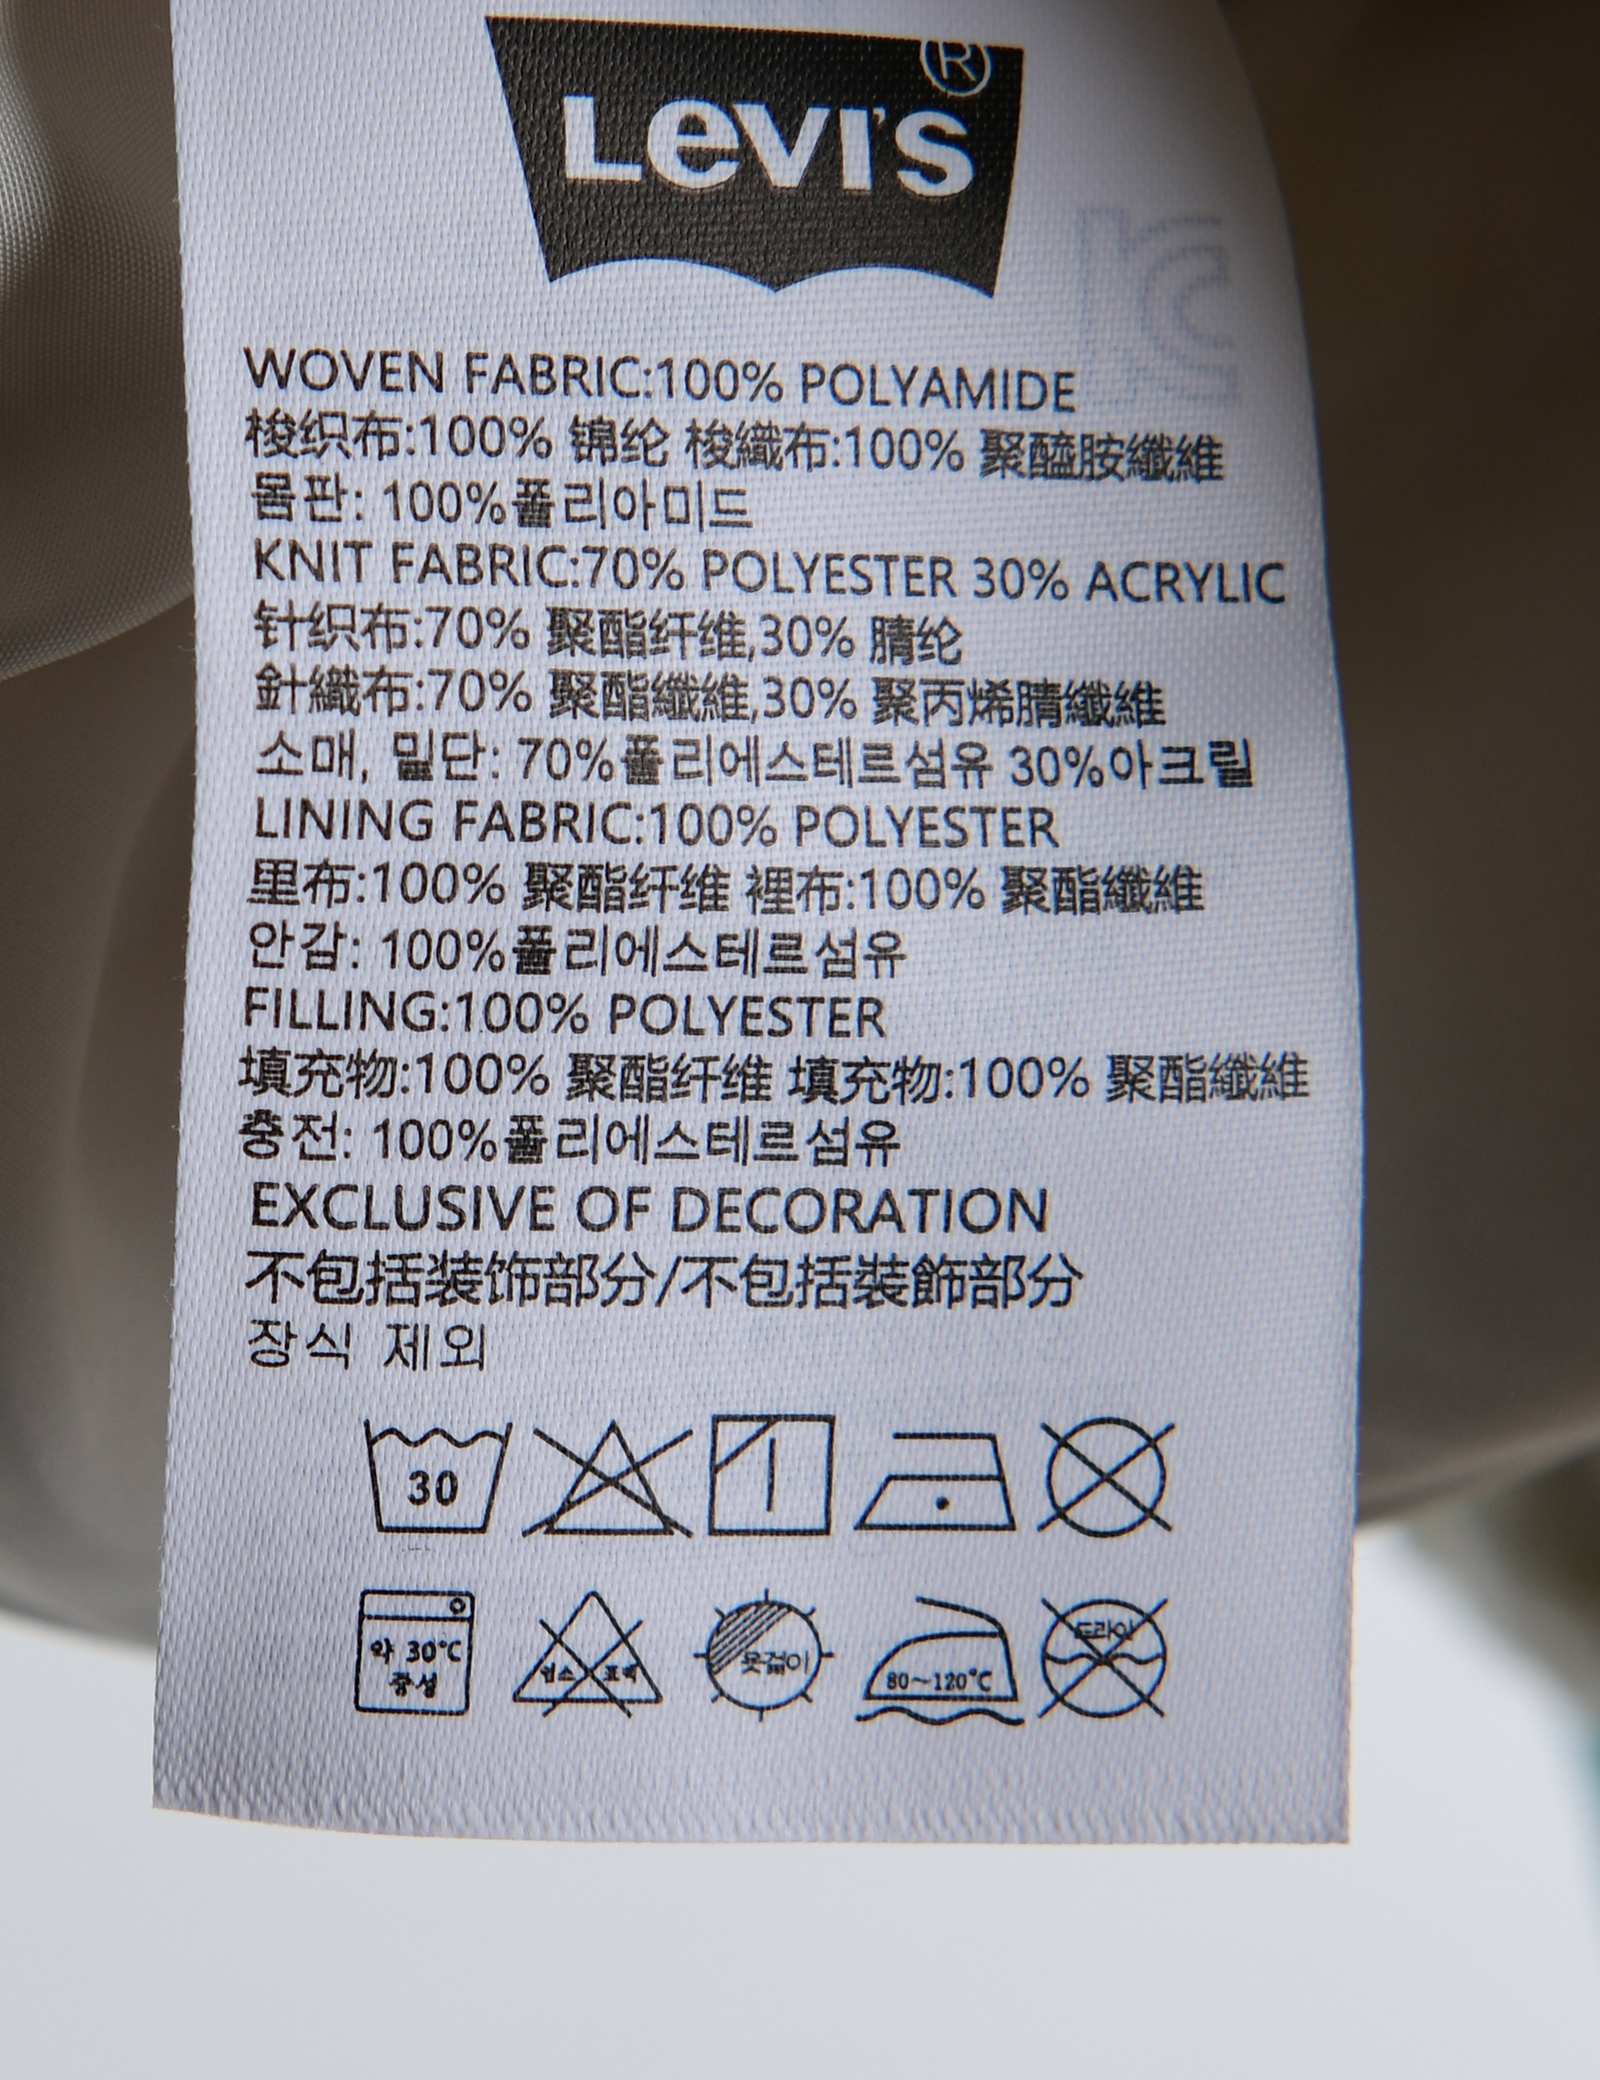 LEVI'S®
WOVEN FABRIC:100% POLYAMIDE
梭织布:100% 锦纶 梭織布:100% 聚醯胺纖維
몸판: 100%폴리아미드
KNIT FABRIC:70% POLYESTER 30% ACRYLIC
针织布:70% 聚酯纤维,30% 腈纶
針織布:70% 聚酯纖維,30% 聚丙烯腈纖維
소매, 밑단: 70%폴리에스테르섬유 30%아크릴
LINING FABRIC:100% POLYESTER
里布:100% 聚酯纤维 裡布:100% 聚酯纖維
안감: 100%폴리에스테르섬유
FILLING:100% POLYESTER
填充物:100% 聚酯纤维 填充物:100% 聚酯纖維
충전: 100%폴리에스테르섬유
EXCLUSIVE OF DECORATION
不包括装饰部分/不包括裝飾部分
장식 제외
30
약 30℃ 염소 표백 옷걸이 80~120℃ 드라이
중성